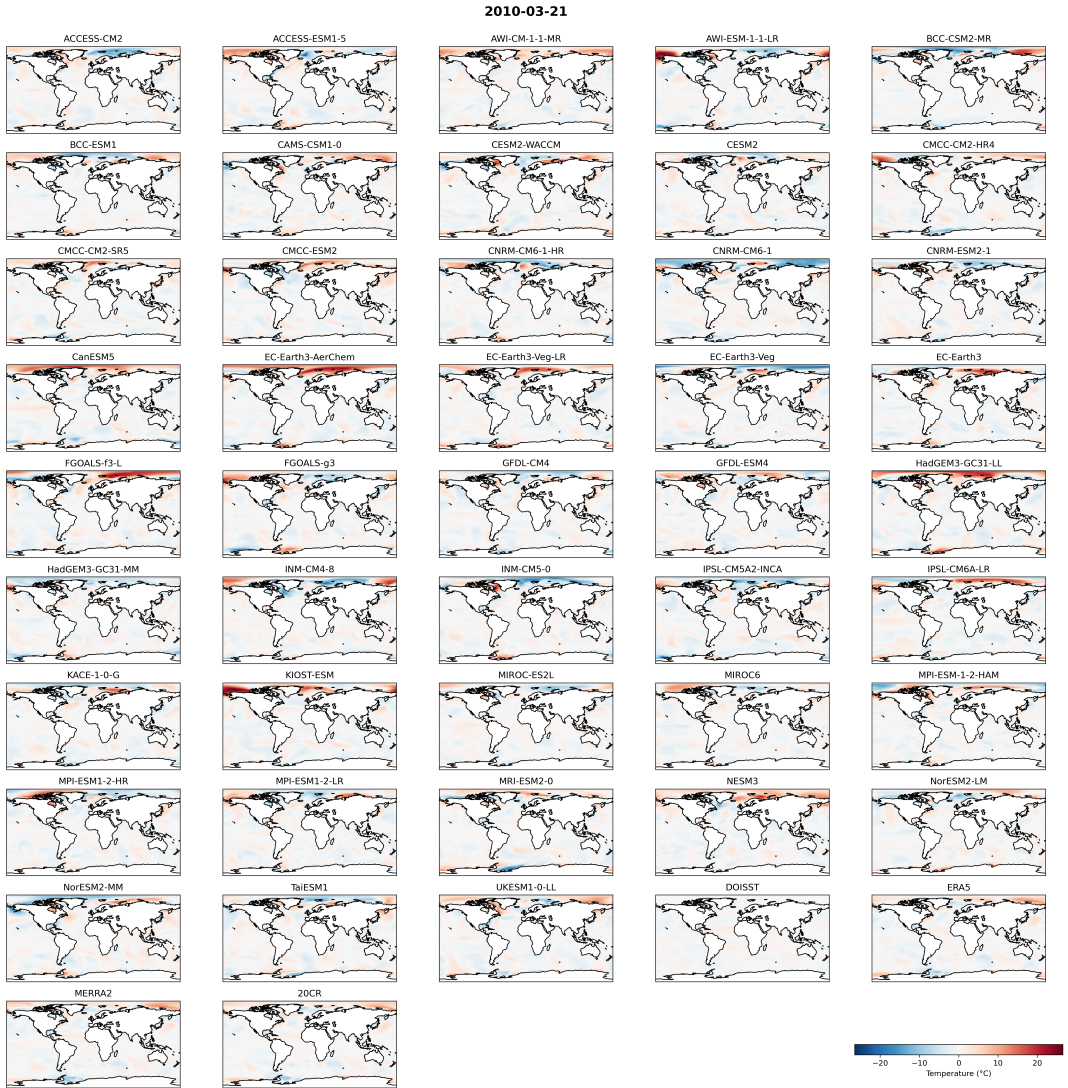 2010-03-21
ACCESS-CM2 ACCESS-ESM1-5 AWI-CM-1-1-MR AWI-ESM-1-1-LR BCC-CSM2-MR
BCC-ESM1 CAMS-CSM1-0 CESM2-WACCM CESM2 CMCC-CM2-HR4
CMCC-CM2-SR5 CMCC-ESM2 CNRM-CM6-1-HR CNRM-CM6-1 CNRM-ESM2-1
CanESM5 EC-Earth3-AerChem EC-Earth3-Veg-LR EC-Earth3-Veg EC-Earth3
FGOALS-f3-L FGOALS-g3 GFDL-CM4 GFDL-ESM4 HadGEM3-GC31-LL
HadGEM3-GC31-MM INM-CM4-8 INM-CM5-0 IPSL-CM5A2-INCA IPSL-CM6A-LR
KACE-1-0-G KIOST-ESM MIROC-ES2L MIROC6 MPI-ESM-1-2-HAM
MPI-ESM1-2-HR MPI-ESM1-2-LR MRI-ESM2-0 NESM3 NorESM2-LM
NorESM2-MM TaiESM1 UKESM1-0-LL DOISST ERA5
MERRA2 20CR
−20 −10 0 10 20
Temperature (°C)